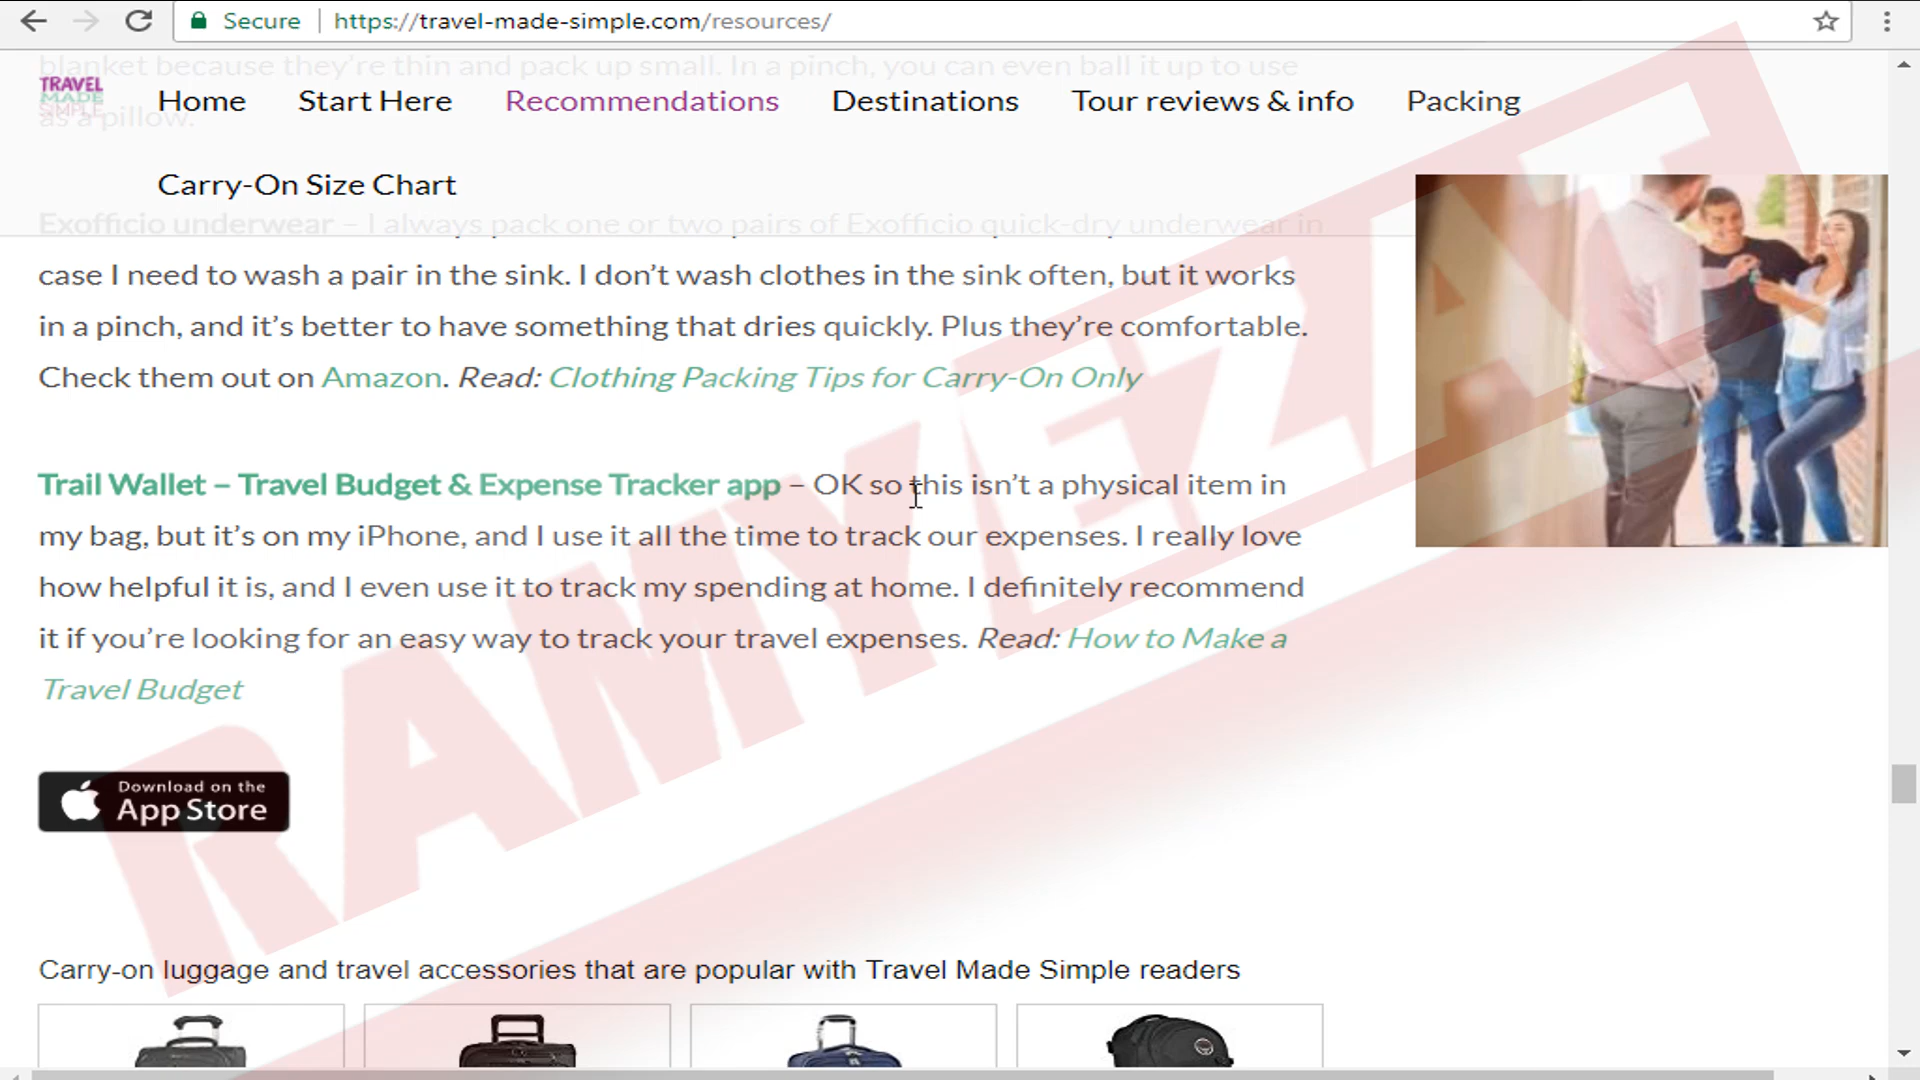 Secure https://travel-made-simple.com/resources/
blanket because they're thin and pack up small. In a pinch, you can even ball it up to use
as a pillow.
TRAVEL
MADE
SIMPLE
Home Start Here Recommendations Destinations Tour reviews & info Packing
Carry-On Size Chart
Exofficio underwear – I always pack one or two pairs of Exofficio quick-dry underwear in
case I need to wash a pair in the sink. I don't wash clothes in the sink often, but it works
in a pinch, and it's better to have something that dries quickly. Plus they're comfortable.
Check them out on Amazon. Read: Clothing Packing Tips for Carry-On Only
Trail Wallet – Travel Budget & Expense Tracker app – OK so this isn't a physical item in
my bag, but it's on my iPhone, and I use it all the time to track our expenses. I really love
how helpful it is, and I even use it to track my spending at home. I definitely recommend
it if you're looking for an easy way to track your travel expenses. Read: How to Make a
Travel Budget
Download on the
App Store
Carry-on luggage and travel accessories that are popular with Travel Made Simple readers
RAMYEZAT